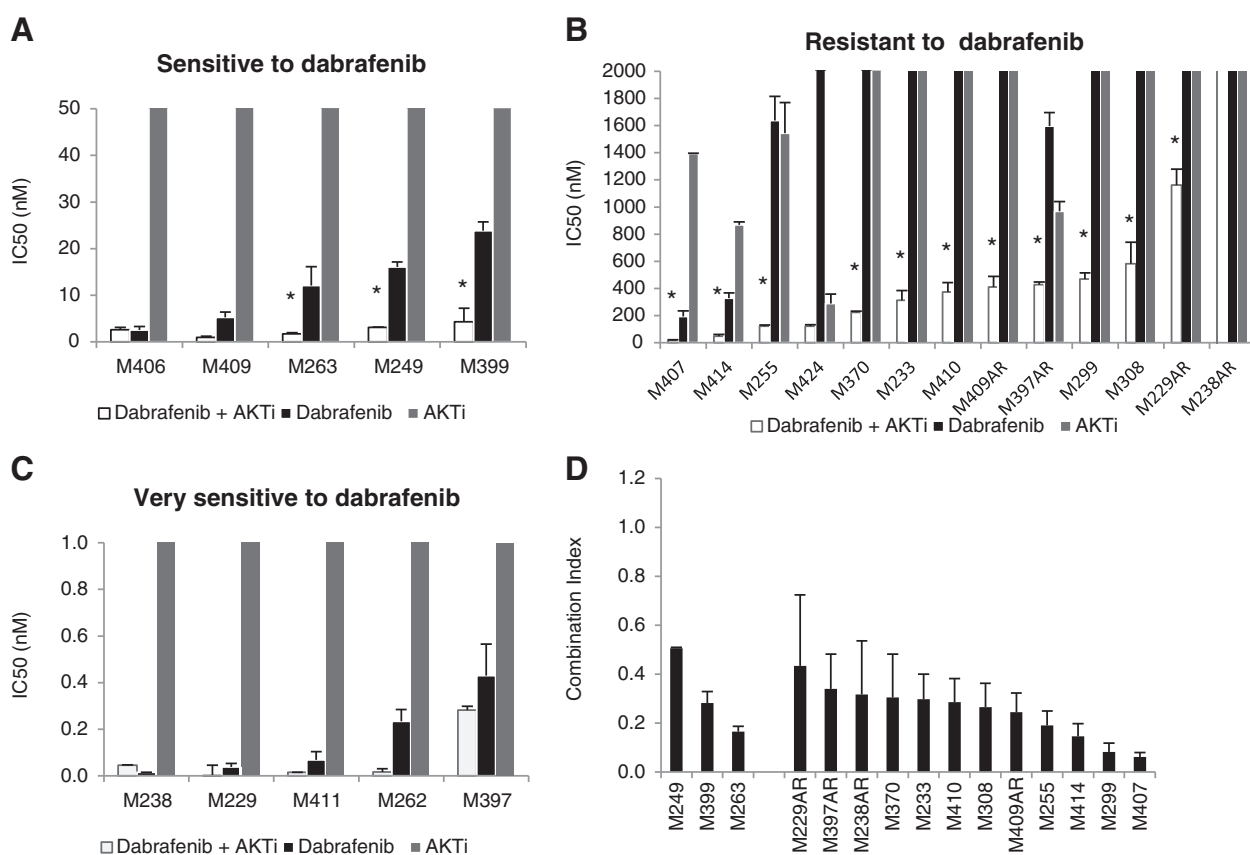 A
Sensitive to dabrafenib
IC50 (nM)
50
40
30
20
10
0
*
*
*
M406 M409 M263 M249 M399
Dabrafenib + AKTi Dabrafenib AKTi
B
Resistant to dabrafenib
IC50 (nM)
2000
1800
1600
1400
1200
1000
800
600
400
200
0
* * * * * * * * * * *
M407 M414 M255 M424 M370 M233 M410 M409AR M397AR M299 M308 M229AR M238AR
Dabrafenib + AKTi Dabrafenib AKTi
C
Very sensitive to dabrafenib
IC50 (nM)
1.0
0.8
0.6
0.4
0.2
0.0
M238 M229 M411 M262 M397
Dabrafenib + AKTi Dabrafenib AKTi
D
Combination Index
1.2
1.0
0.8
0.6
0.4
0.2
0.0
M249 M399 M263 M229AR M397AR M238AR M370 M233 M410 M308 M409AR M255 M414 M299 M407